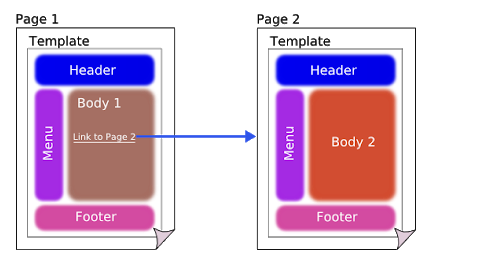 Page 1
Template
Header
Menu
Body 1
Link to Page 2
Footer
Page 2
Template
Header
Menu
Body 2
Footer